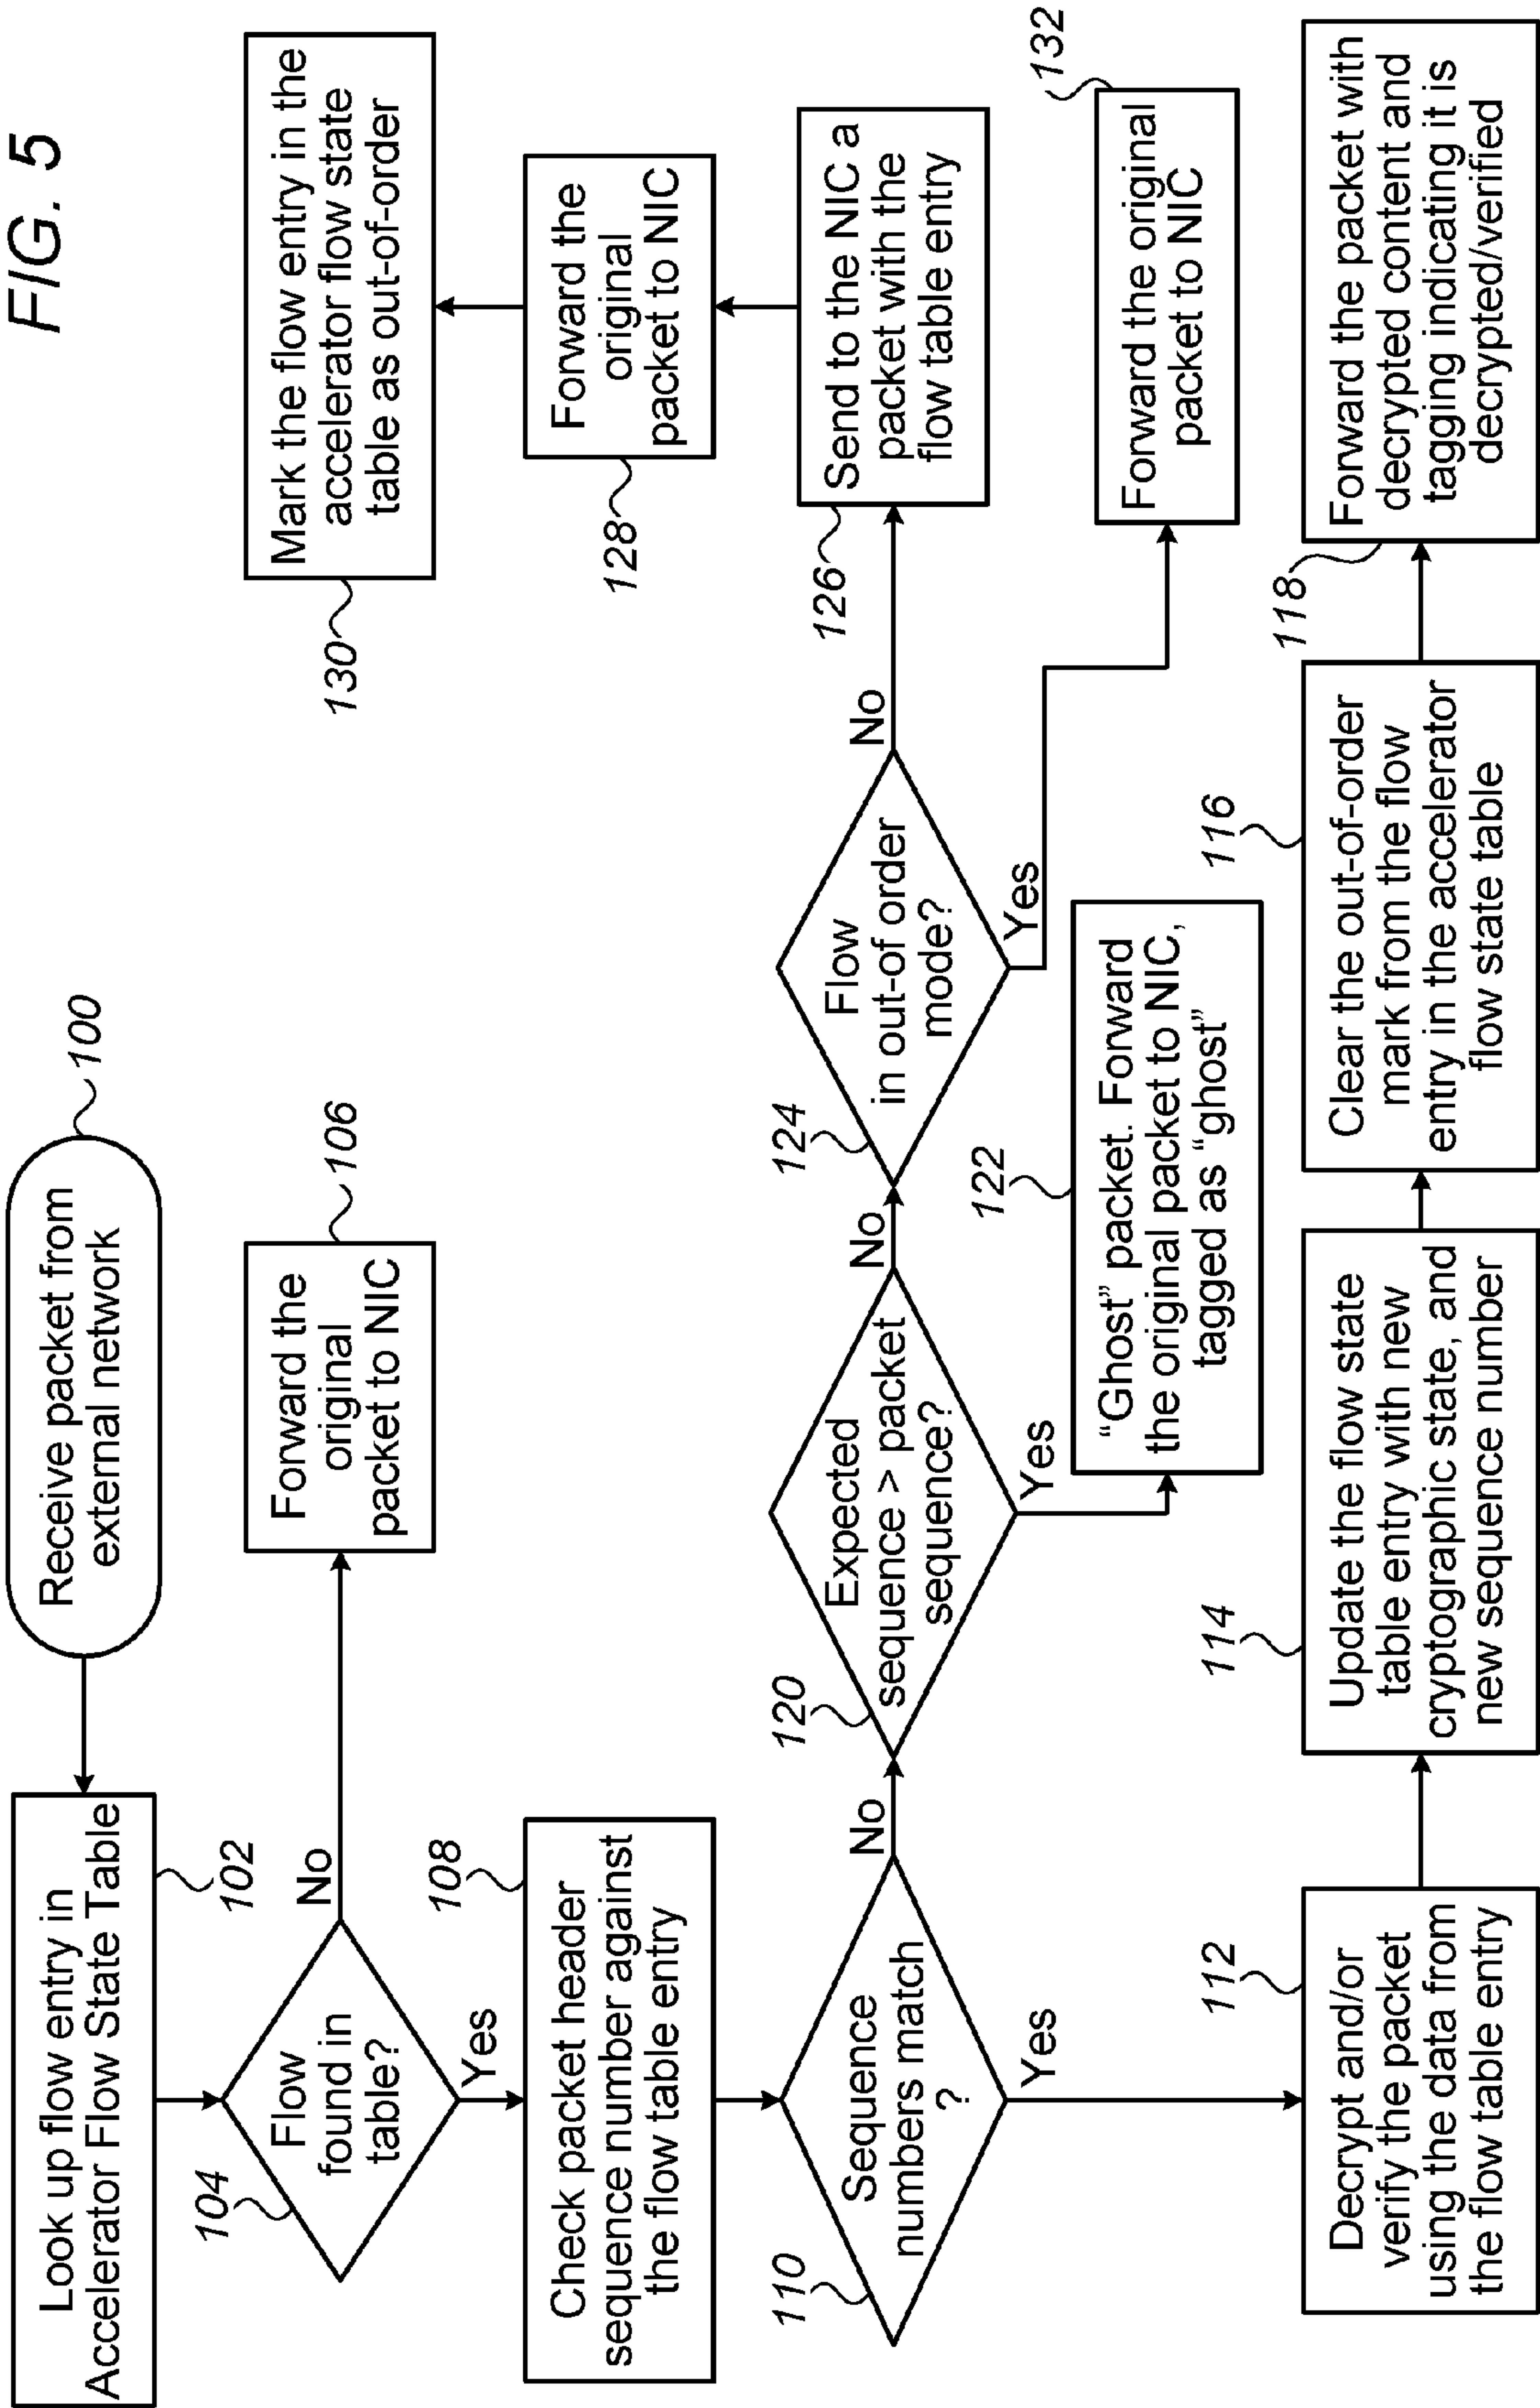 FIG. 5
Receive packet from
external network
100
Look up flow entry in
Accelerator Flow State Table
102
Flow
found in
table?
104
No
Forward the
original
packet to NIC
106
Yes
Check packet header
sequence number against
the flow table entry
108
Sequence
numbers match
?
110
Yes
Decrypt and/or
verify the packet
using the data from
the flow table entry
112
Update the flow state
table entry with new
cryptographic state, and
new sequence number
114
Clear the out-of-order
mark from the flow
entry in the accelerator
flow state table
116
Forward the packet with
decrypted content and
tagging indicating it is
decrypted/verified
118
No
Expected
sequence > packet
sequence?
120
Yes
“Ghost” packet. Forward
the original packet to NIC,
tagged as “ghost”
122
No
Flow
in out-of order
mode?
124
Yes
Forward the original
packet to NIC
132
No
Send to the NIC a
packet with the
flow table entry
126
Forward the
original
packet to NIC
128
Mark the flow entry in the
accelerator flow state
table as out-of-order
130